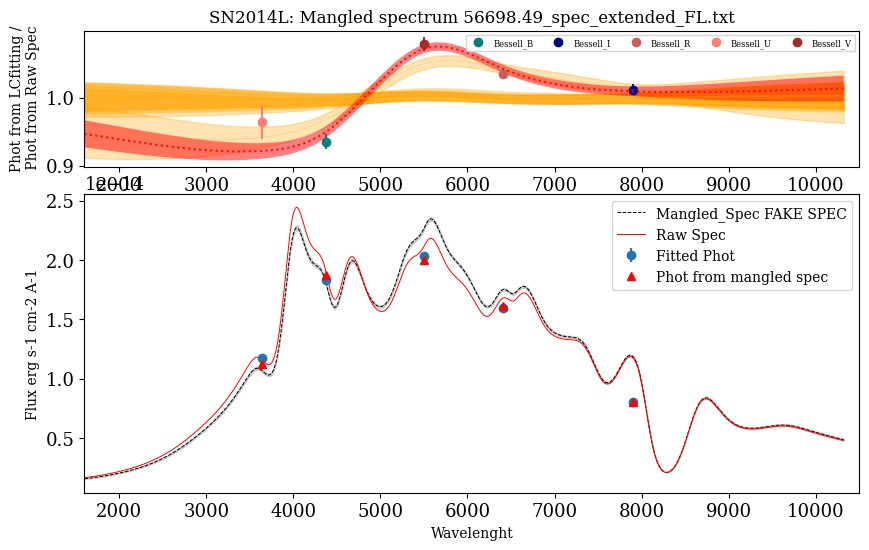 SN2014L: Mangled spectrum 56698.49_spec_extended_FL.txt
Phot from LCfitting /
Phot from Raw Spec
Bessell_B Bessell_I Bessell_R Bessell_U Bessell_V
1.0
0.9
2000 3000 4000 5000 6000 7000 8000 9000 10000
1e−14
Mangled_Spec FAKE SPEC
Raw Spec
Fitted Phot
Phot from mangled spec
Flux erg s-1 cm-2 A-1
2.5
2.0
1.5
1.0
0.5
2000 3000 4000 5000 6000 7000 8000 9000 10000
Wavelenght